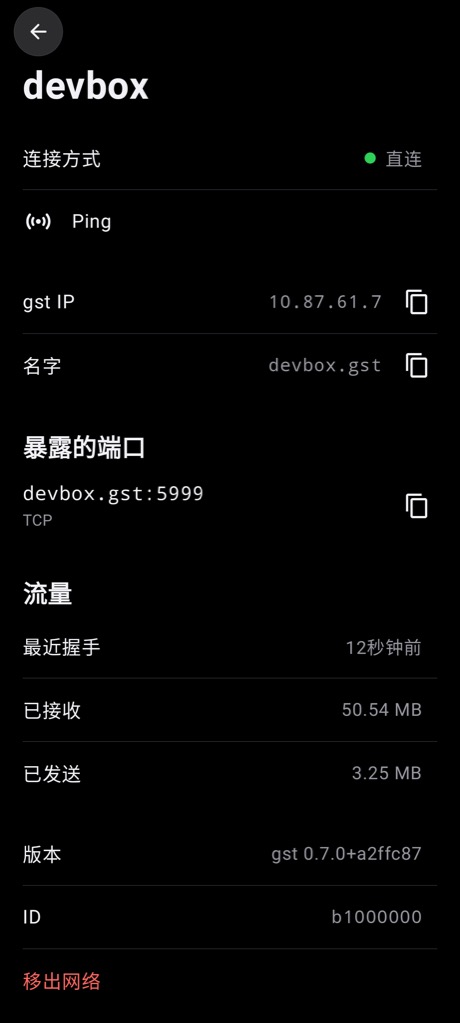 devbox
连接方式 直连
Ping
gst IP 10.87.61.7
名字 devbox.gst
暴露的端口
devbox.gst:5999
TCP
流量
最近握手 12秒钟前
已接收 50.54 MB
已发送 3.25 MB
版本 gst 0.7.0+a2ffc87
ID b1000000
移出网络